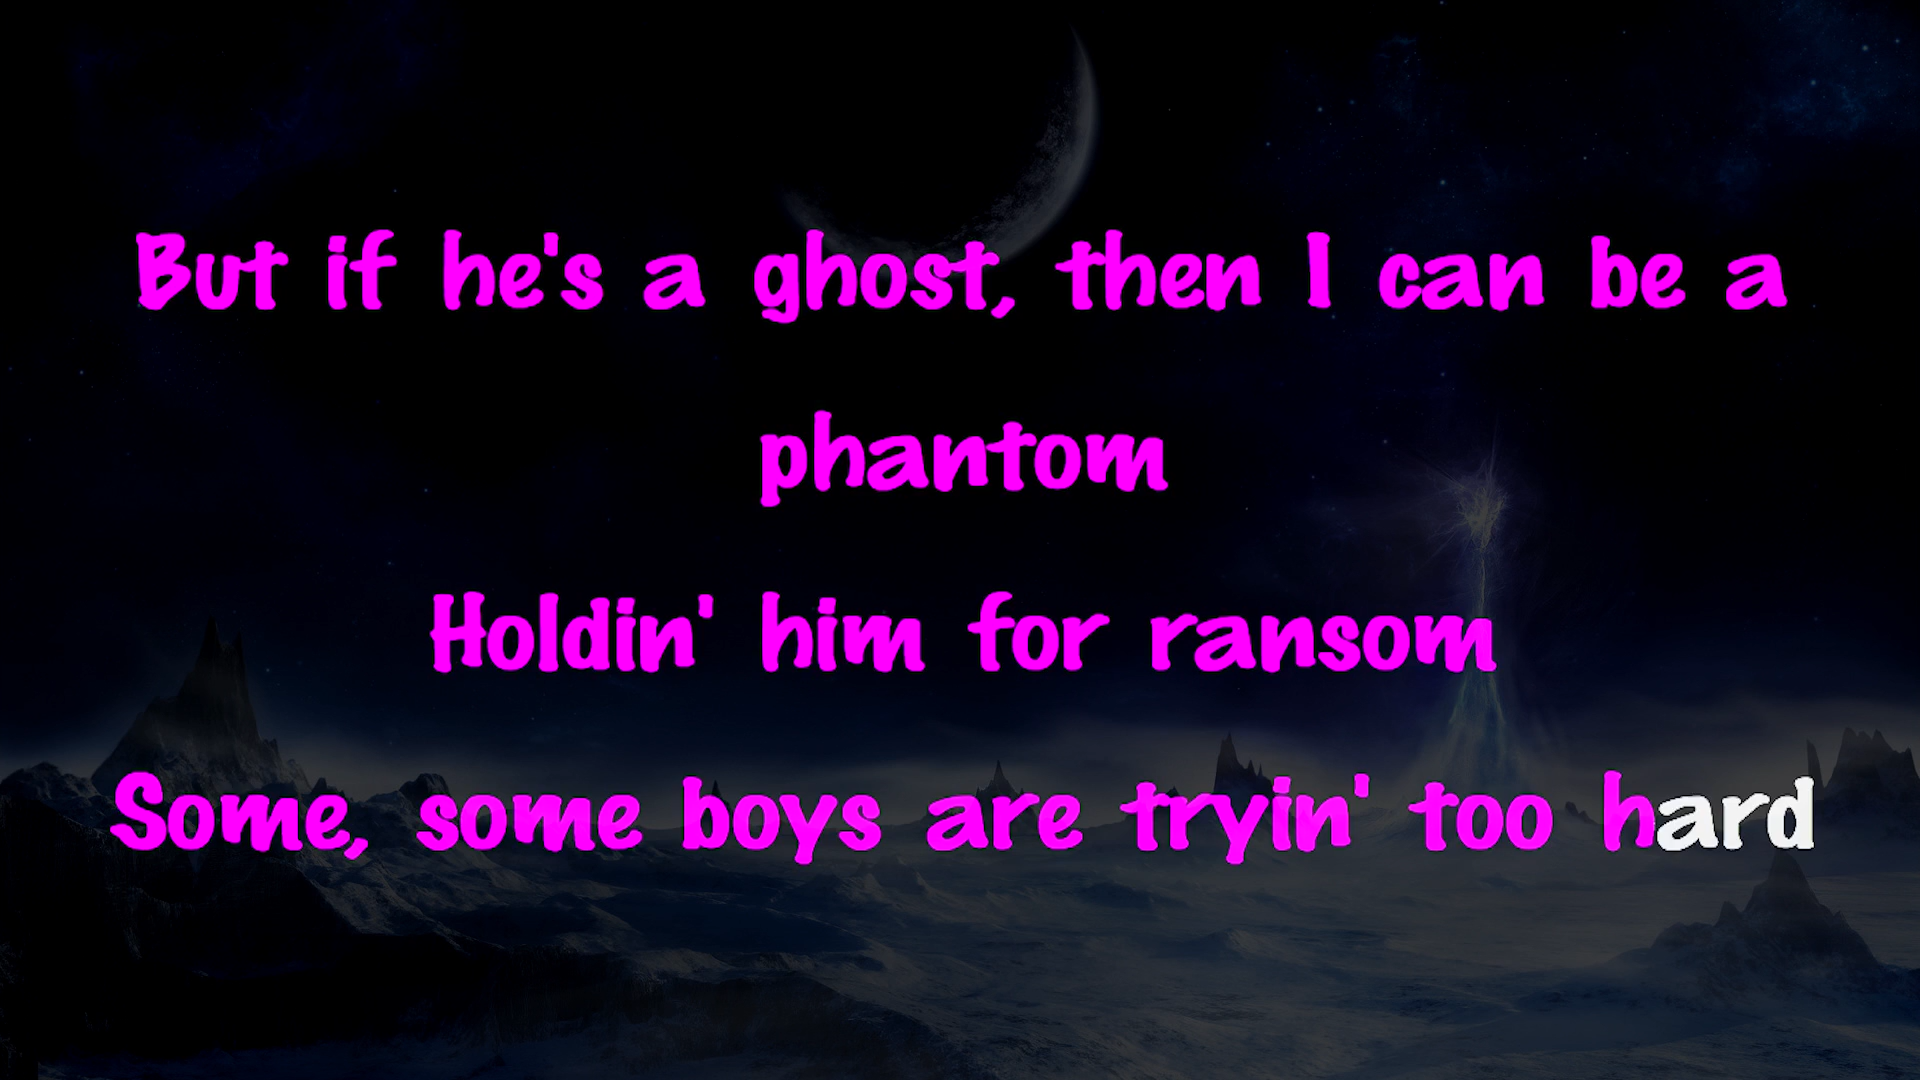 But if he's a ghost, then I can be a
phantom
Holdin' him for ransom
Some, some boys are tryin' too hard